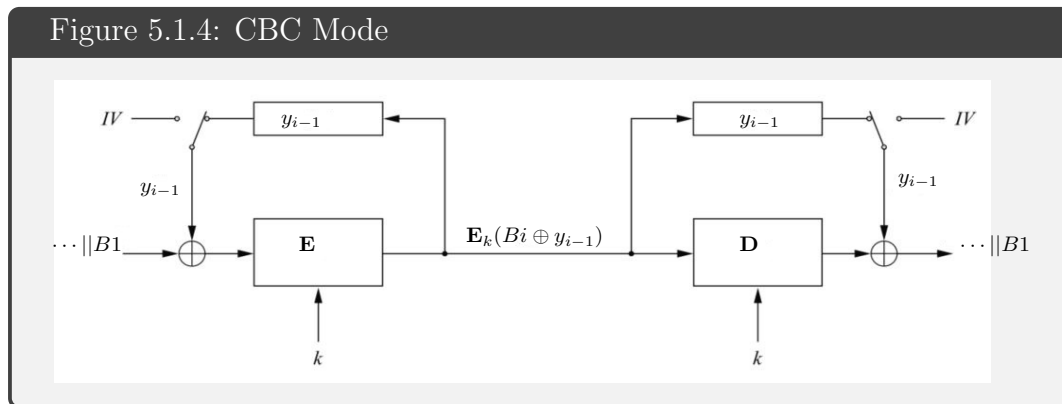 Figure 5.1.4: CBC Mode
IV
y_{i−1}
y_{i−1}
IV
y_{i−1}
y_{i−1}
⋯||B1
E
E_k(Bi ⊕ y_{i−1})
D
⋯||B1
k
k